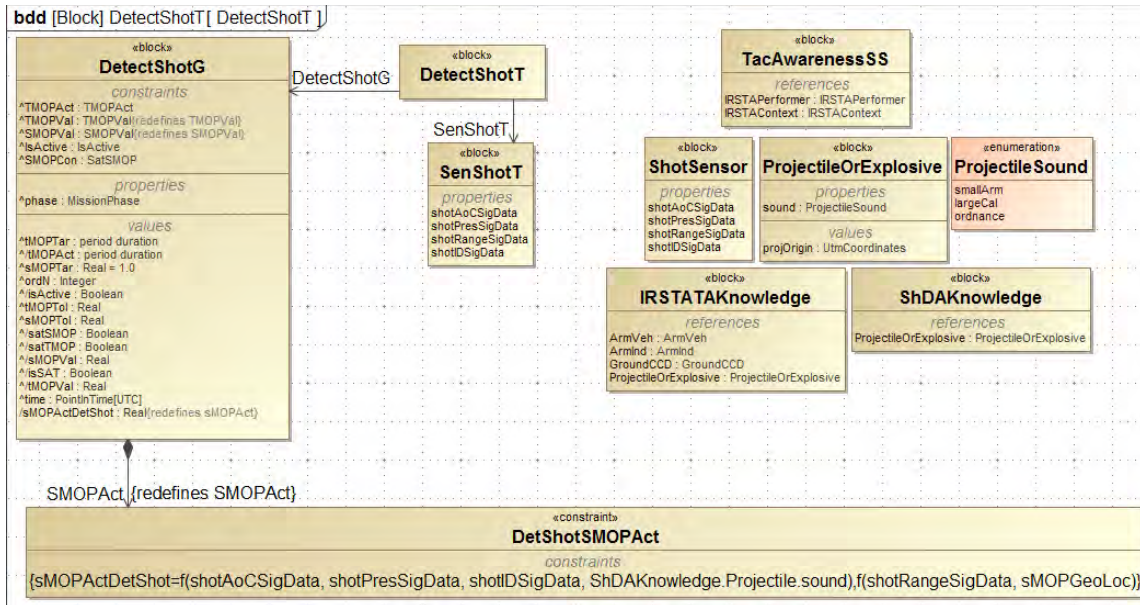 bdd [Block] DetectShotT[ DetectShotT ]
«block»
DetectShotG
constraints
^TMOPAct : TMOPAct
^TMOPVal : TMOPVal{redefines TMOPVal}
^SMOPVal : SMOPVal{redefines SMOPVal}
^IsActive : IsActive
^SMOPCon : SatSMOP
properties
^phase : MissionPhase
values
^tMOPTar : period duration
^/tMOPAct : period duration
^sMOPTar : Real = 1.0
^ordN : Integer
^/isActive : Boolean
^tMOPTol : Real
^sMOPTol : Real
^/satSMOP : Boolean
^/satTMOP : Boolean
^/sMOPVal : Real
^/isSAT : Boolean
^/tMOPVal : Real
^time : PointInTime[UTC]
/sMOPActDetShot : Real{redefines sMOPAct}
DetectShotG
«block»
DetectShotT
SenShotT
«block»
SenShotT
properties
shotAoCSigData
shotPresSigData
shotRangeSigData
shotIDSigData
«block»
TacAwarenessSS
references
IRSTAPerformer : IRSTAPerformer
IRSTAContext : IRSTAContext
«block»
ShotSensor
properties
shotAoCSigData
shotPresSigData
shotRangeSigData
shotIDSigData
«block»
ProjectileOrExplosive
properties
sound : ProjectileSound
values
projOrigin : UtmCoordinates
«enumeration»
ProjectileSound
smallArm
largeCal
ordnance
«block»
IRSTATAKnowledge
references
ArmVeh : ArmVeh
ArmInd : ArmInd
GroundCCD : GroundCCD
ProjectileOrExplosive : ProjectileOrExplosive
«block»
ShDAKnowledge
references
ProjectileOrExplosive : ProjectileOrExplosive
SMOPAct {redefines SMOPAct}
«constraint»
DetShotSMOPAct
constraints
{sMOPActDetShot=f(shotAoCSigData, shotPresSigData, shotIDSigData, ShDAKnowledge.Projectile.sound),f(shotRangeSigData, sMOPGeoLoc)}